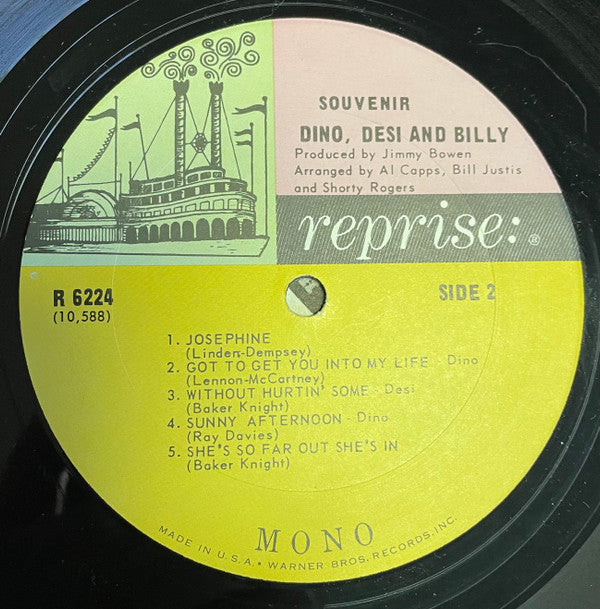 SOUVENIR
DINO, DESI AND BILLY
Produced by Jimmy Bowen
Arranged by Al Capps, Bill Justis
and Shorty Rogers
reprise:®
R 6224
(10,588)
SIDE 2
1. JOSEPHINE
(Linden-Dempsey)
2. GOT TO GET YOU INTO MY LIFE - Dino
(Lennon-McCartney)
3. WITHOUT HURTIN' SOME - Desi
(Baker Knight)
4. SUNNY AFTERNOON - Dino
(Ray Davies)
5. SHE'S SO FAR OUT SHE'S IN
(Baker Knight)
MONO
MADE IN U.S.A. • WARNER BROS. RECORDS, INC.